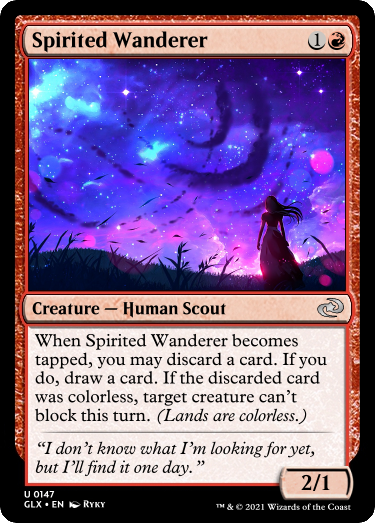 Spirited Wanderer 1
Creature — Human Scout
When Spirited Wanderer becomes
tapped, you may discard a card. If you
do, draw a card. If the discarded card
was colorless, target creature can't
block this turn. (Lands are colorless.)
"I don't know what I'm looking for yet,
but I'll find it one day."
2/1
U 0147
GLX • EN Ryky
™ & © 2021 Wizards of the Coast